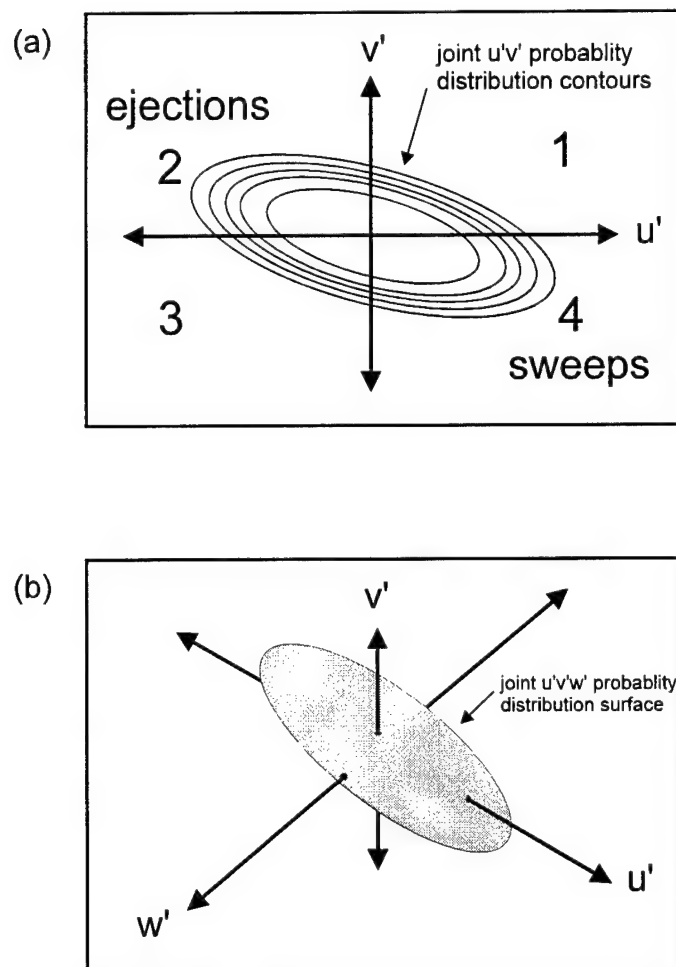 (a)
v'
joint u'v' probablity
distribution contours
ejections
2
1
u'
3
4
sweeps
(b)
v'
joint u'v'w' probablity
distribution surface
w'
u'